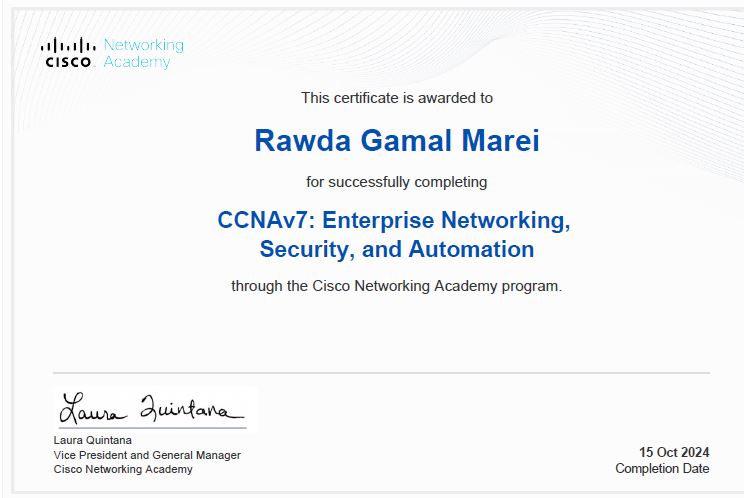 Networking
CISCO Academy
This certificate is awarded to
Rawda Gamal Marei
for successfully completing
CCNAv7: Enterprise Networking,
Security, and Automation
through the Cisco Networking Academy program.
Laura Quintana
Laura Quintana
Vice President and General Manager
Cisco Networking Academy
15 Oct 2024
Completion Date